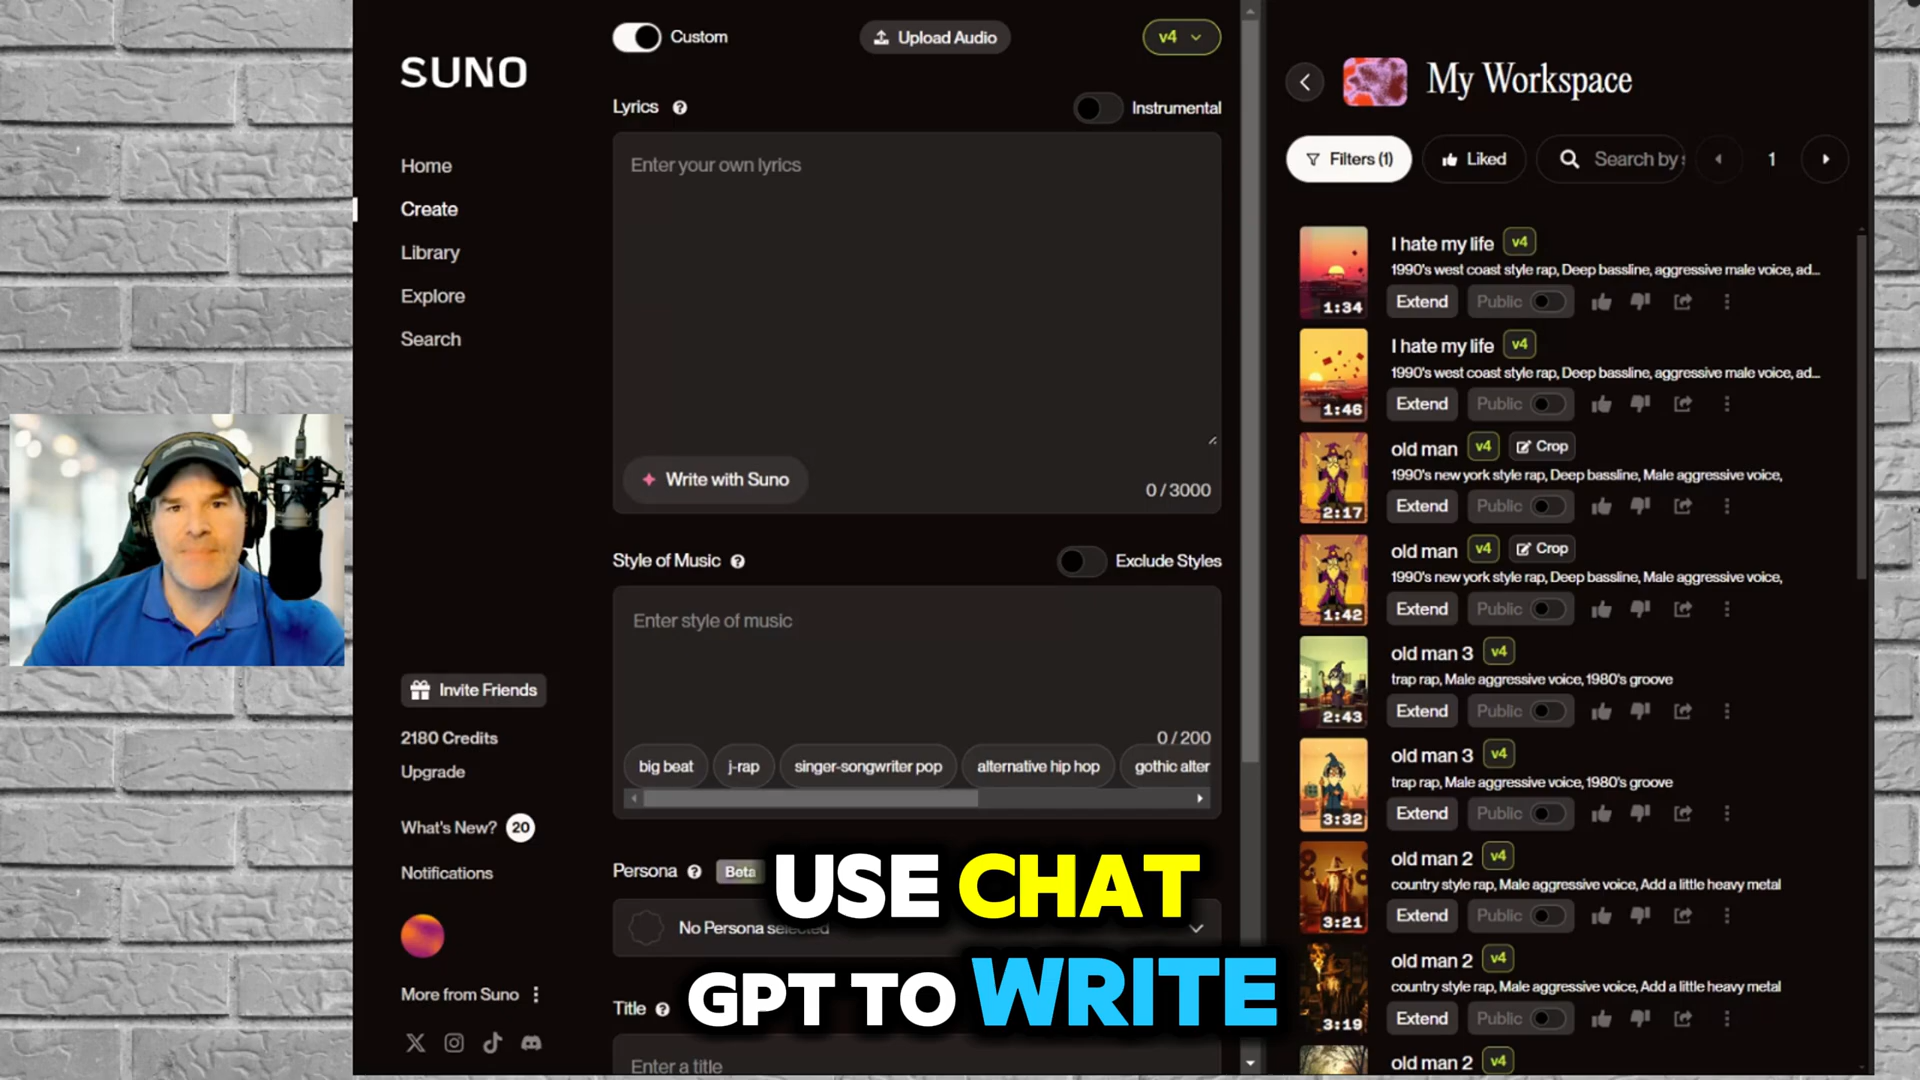 SUNO
Home
Create
Library
Explore
Search
Invite Friends
2180 Credits
Upgrade
What's New? 20
Notifications
More from Suno
Custom
Upload Audio
v4
Lyrics
Instrumental
Enter your own lyrics
Write with Suno
0 / 3000
Style of Music
Exclude Styles
Enter style of music
0 / 200
big beat
j-rap
singer-songwriter pop
alternative hip hop
gothic alter
Persona
Beta
No Persona selected
Title
Enter a title
USE CHAT
GPT TO WRITE
My Workspace
Filters (1)
Liked
Search by
1
I hate my life v4
1990's west coast style rap, Deep bassline, aggressive male voice, ad...
1:34
Extend
Public
I hate my life v4
1990's west coast style rap, Deep bassline, aggressive male voice, ad...
1:46
Extend
Public
old man v4 Crop
1990's new york style rap, Deep bassline, Male aggressive voice,
2:17
Extend
Public
old man v4 Crop
1990's new york style rap, Deep bassline, Male aggressive voice,
1:42
Extend
Public
old man 3 v4
trap rap, Male aggressive voice, 1980's groove
2:43
Extend
Public
old man 3 v4
trap rap, Male aggressive voice, 1980's groove
3:32
Extend
Public
old man 2 v4
country style rap, Male aggressive voice, Add a little heavy metal
3:21
Extend
Public
old man 2 v4
country style rap, Male aggressive voice, Add a little heavy metal
3:19
Extend
Public
old man 2 v4